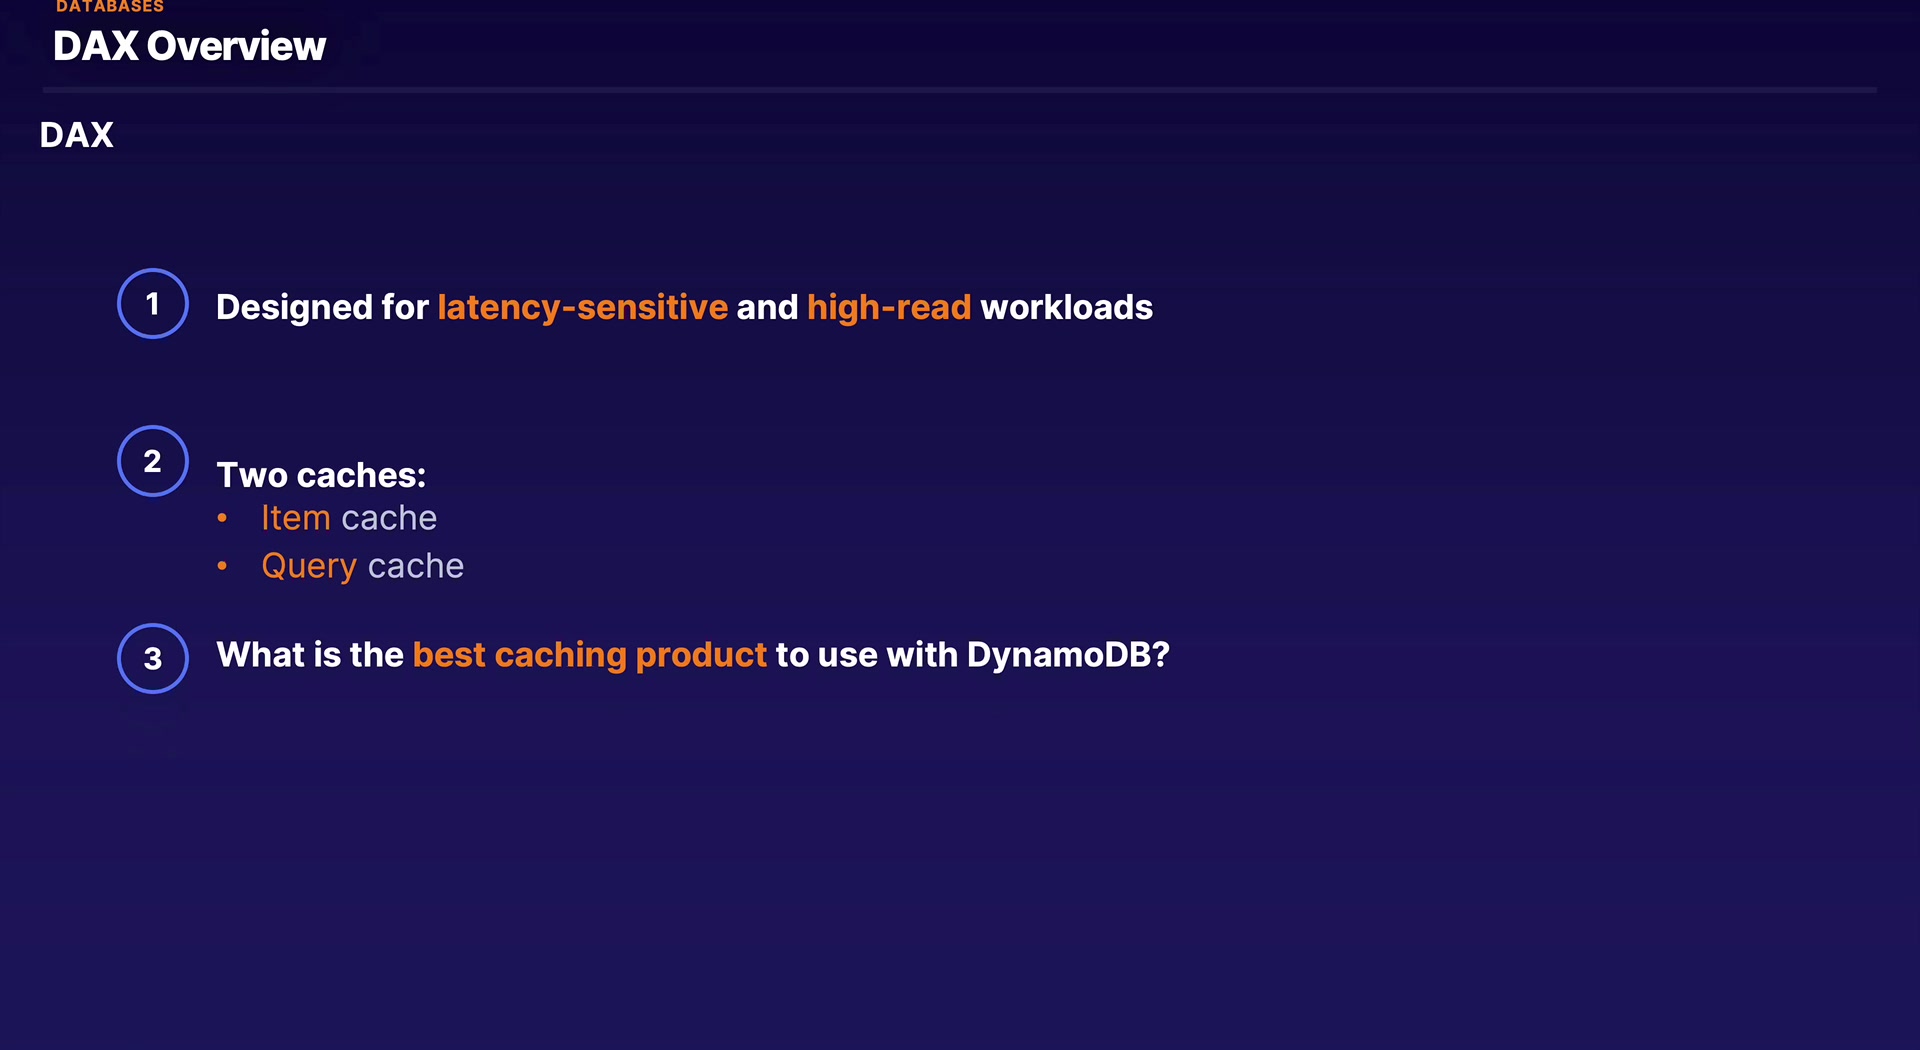 DATABASES
DAX Overview
DAX
1 Designed for latency-sensitive and high-read workloads
2 Two caches:
• Item cache
• Query cache
3 What is the best caching product to use with DynamoDB?